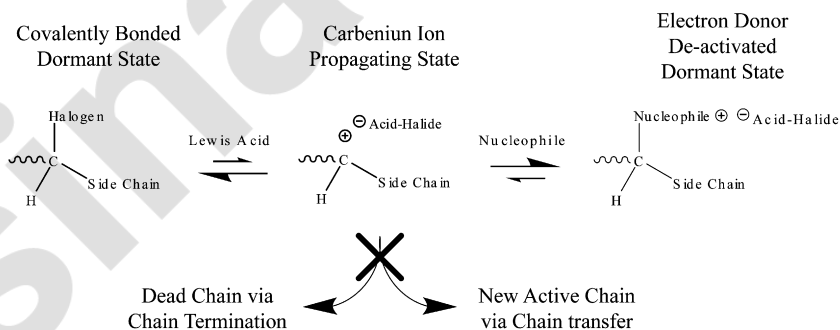 Covalently Bonded
Dormant State
Carbeniun Ion
Propagating State
Electron Donor
De-activated
Dormant State
Halogen
C
H
Side Chain
Lewis Acid
⊕ ⊖ Acid-Halide
C
H
Side Chain
Nucleophile
Nucleophile ⊕ ⊖ Acid-Halide
C
H
Side Chain
Dead Chain via
Chain Termination
New Active Chain
via Chain transfer